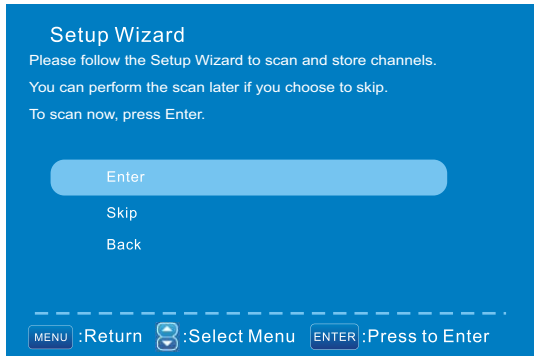 Setup Wizard
Please follow the Setup Wizard to scan and store channels.
You can perform the scan later if you choose to skip.
To scan now, press Enter.
Enter
Skip
Back
MENU :Return :Select Menu ENTER :Press to Enter